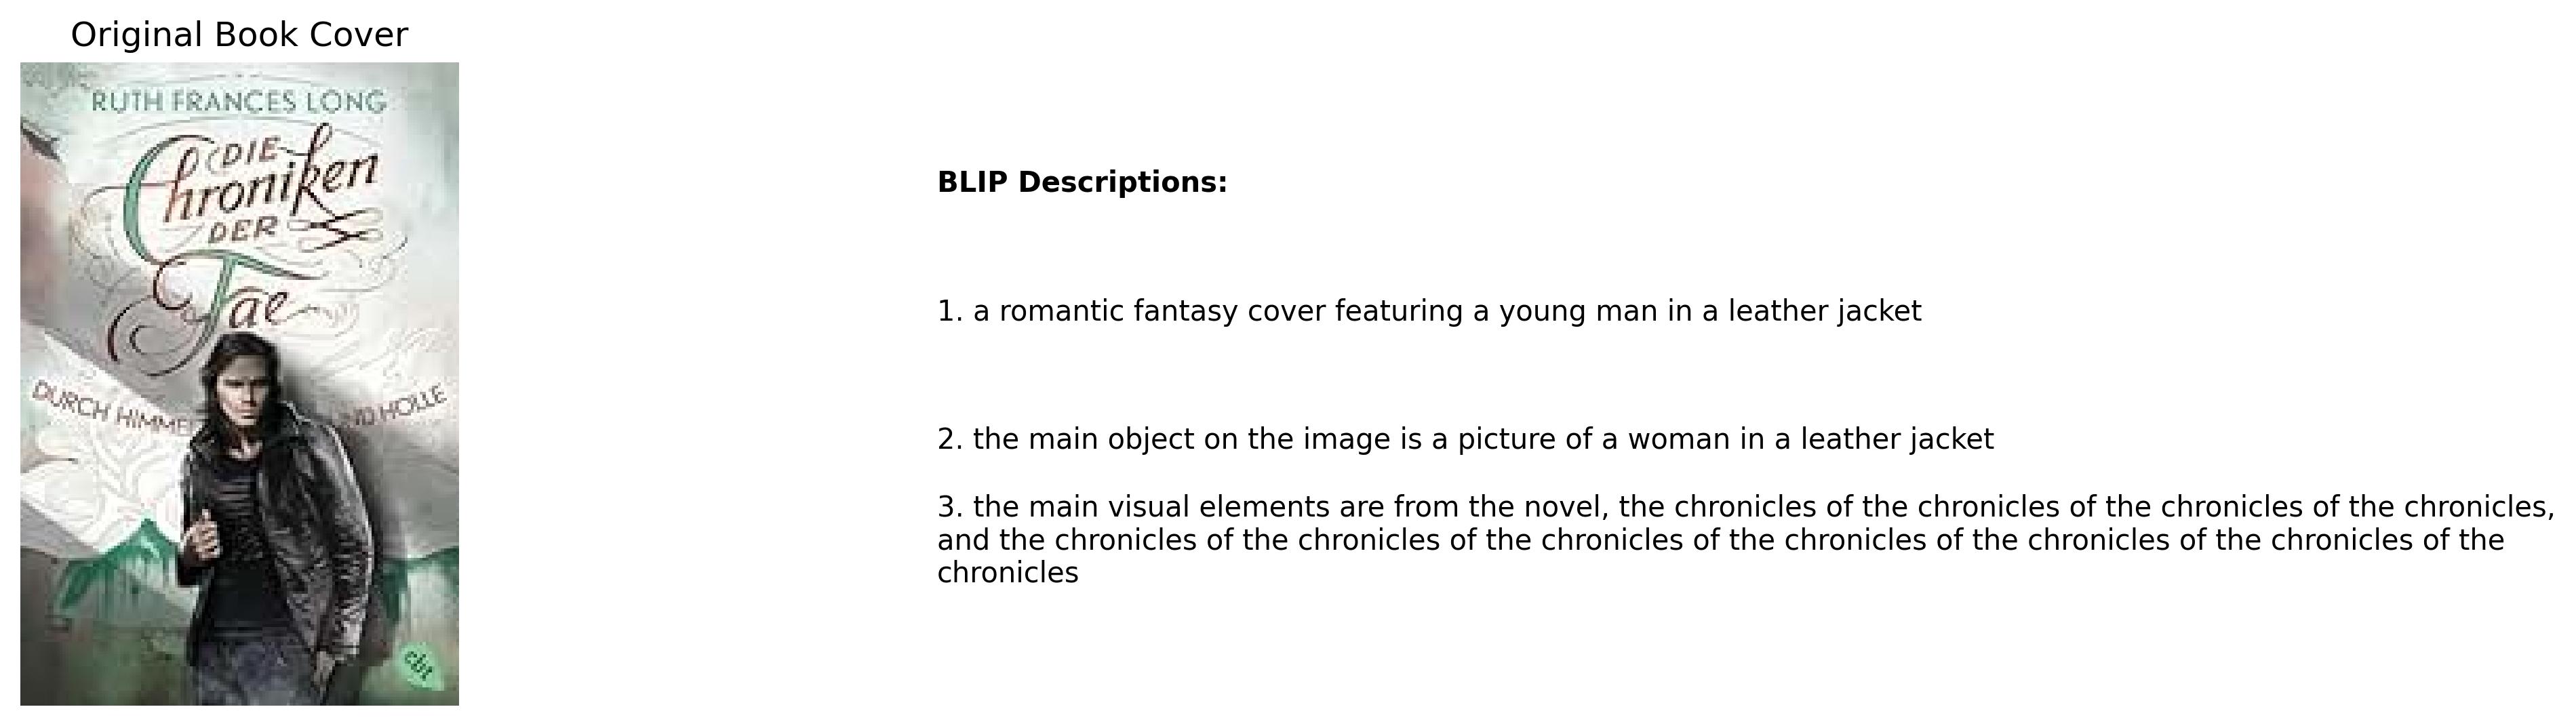 Original Book Cover
RUTH FRANCES LONG
DIE
Chroniken
DER
Fae
DURCH HIMMEL
ND HÖLLE
cbt
BLIP Descriptions:
1. a romantic fantasy cover featuring a young man in a leather jacket
2. the main object on the image is a picture of a woman in a leather jacket
3. the main visual elements are from the novel, the chronicles of the chronicles of the chronicles of the chronicles,
and the chronicles of the chronicles of the chronicles of the chronicles of the chronicles of the chronicles of the
chronicles